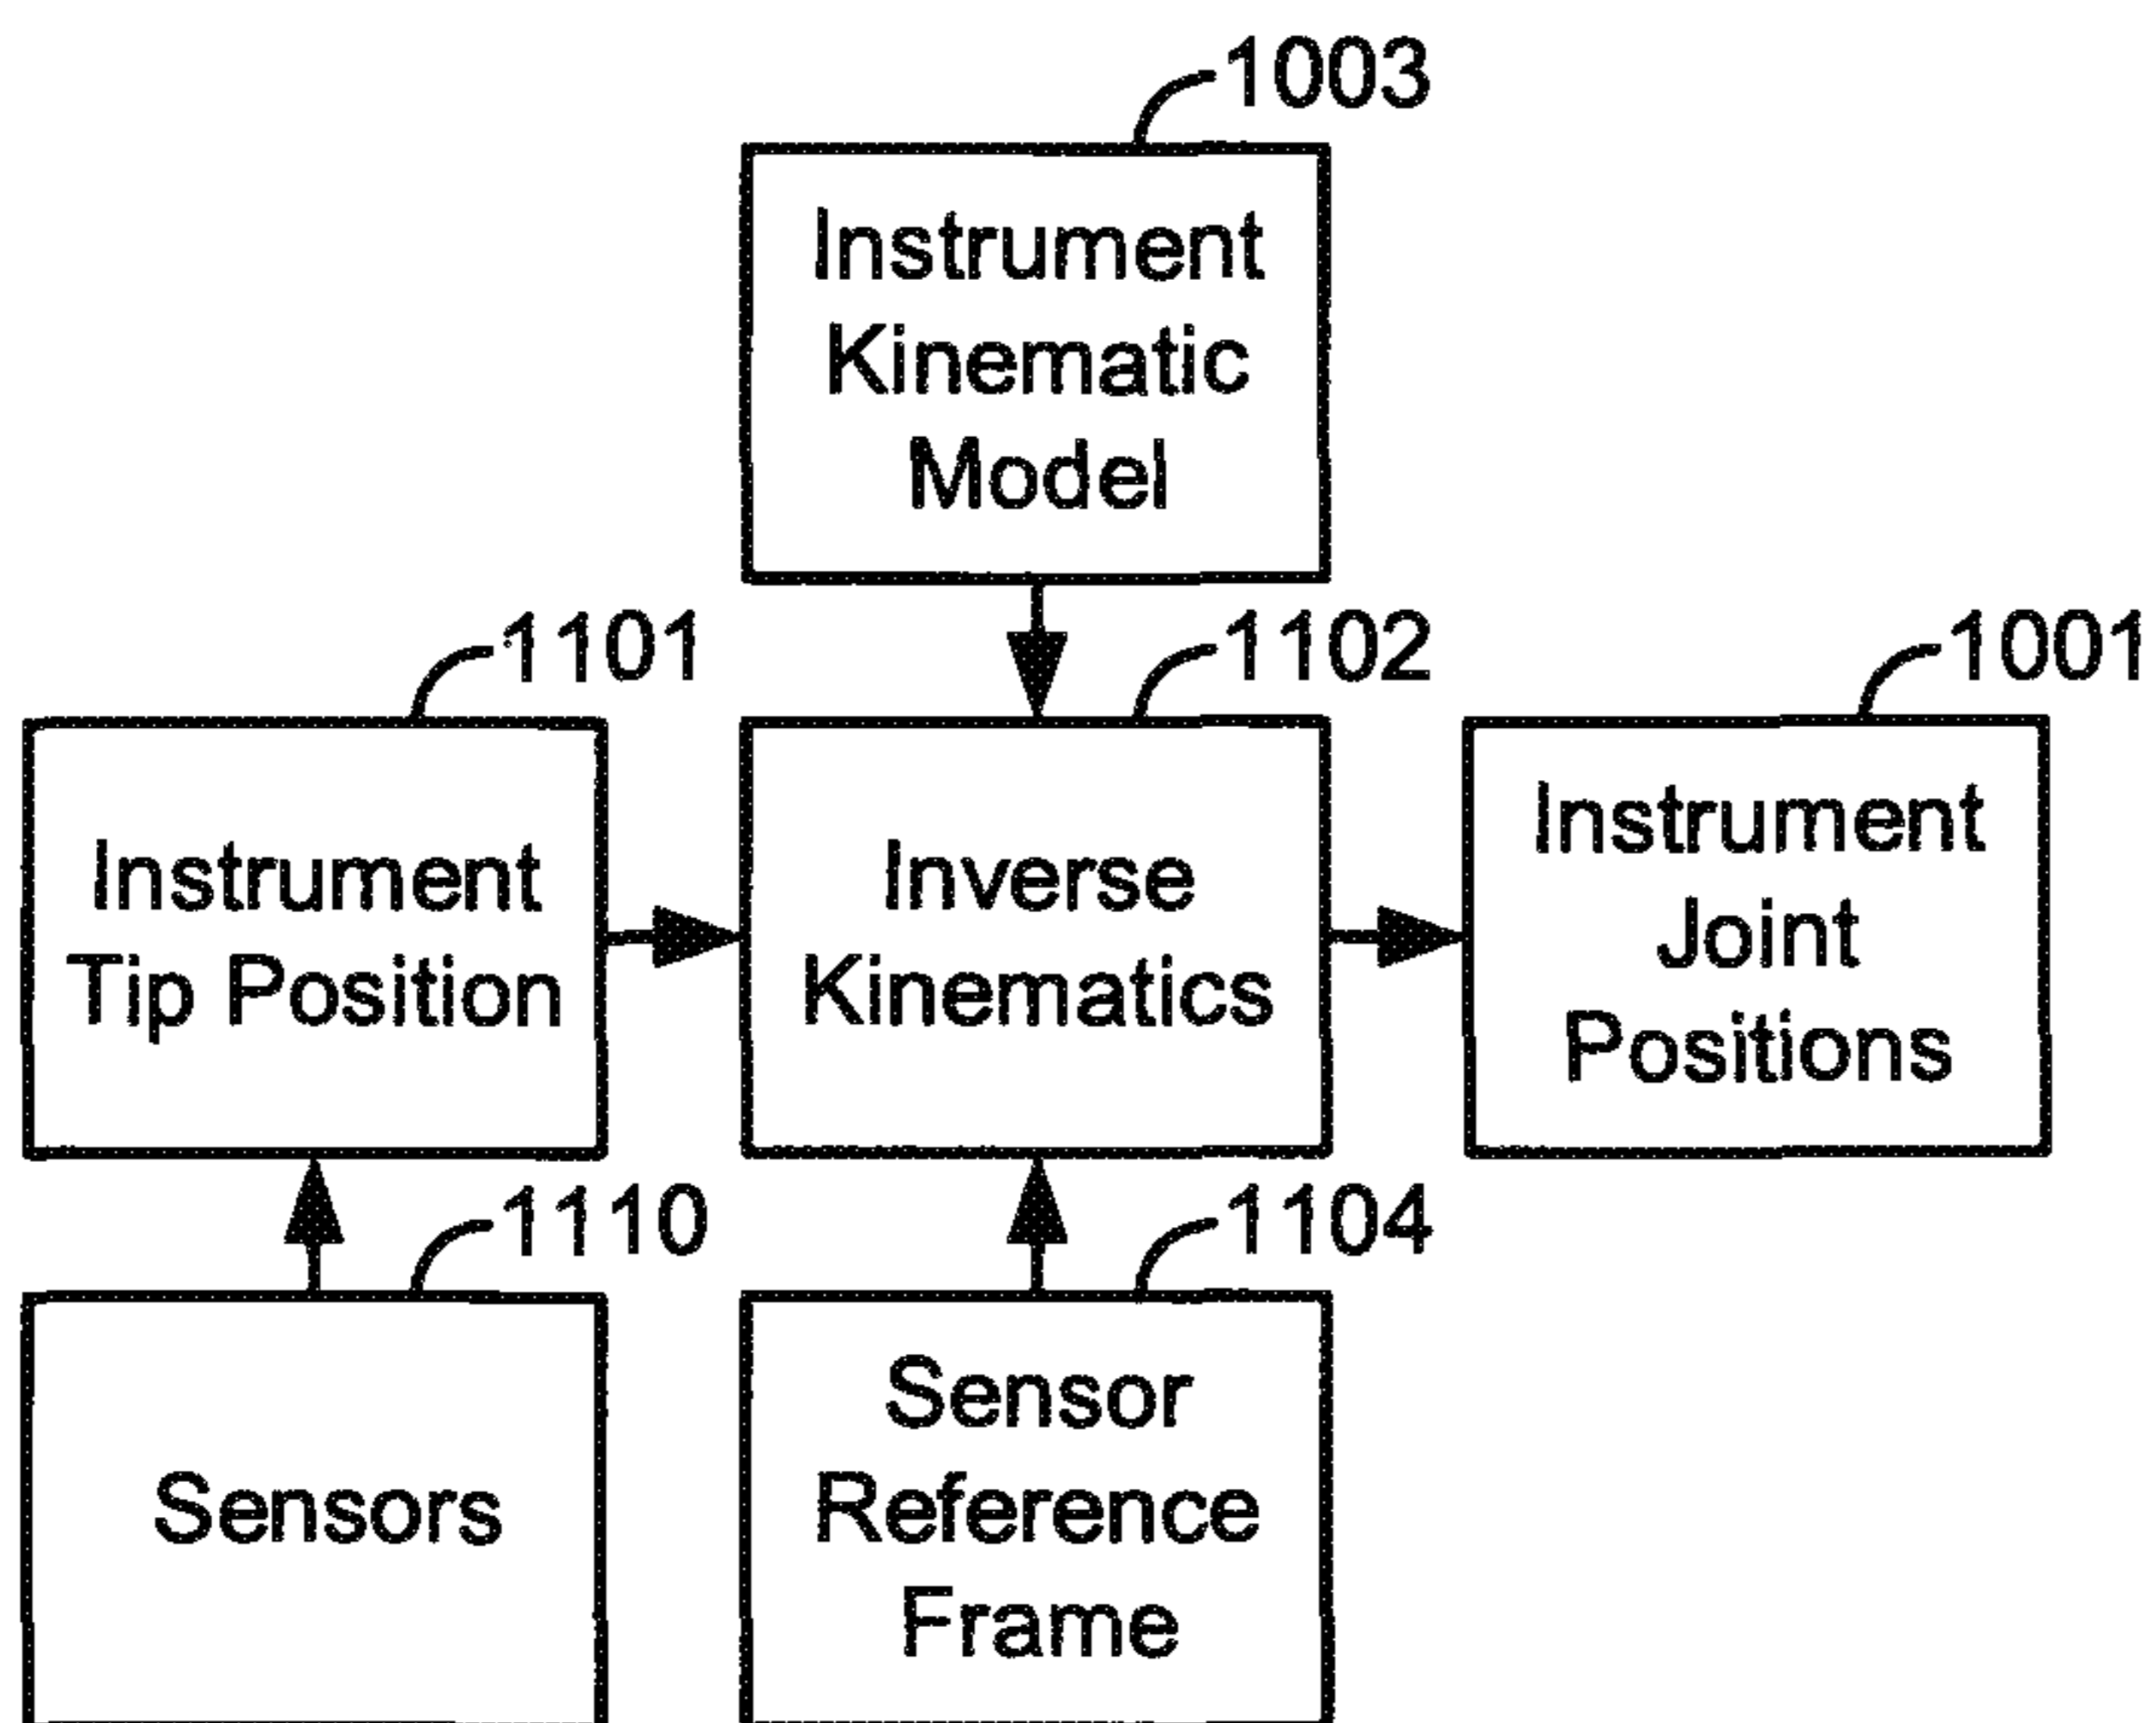 1003
Instrument
Kinematic
Model
1101
1102
1001
Instrument
Tip Position
Inverse
Kinematics
Instrument
Joint
Positions
1110
1104
Sensors
Sensor
Reference
Frame